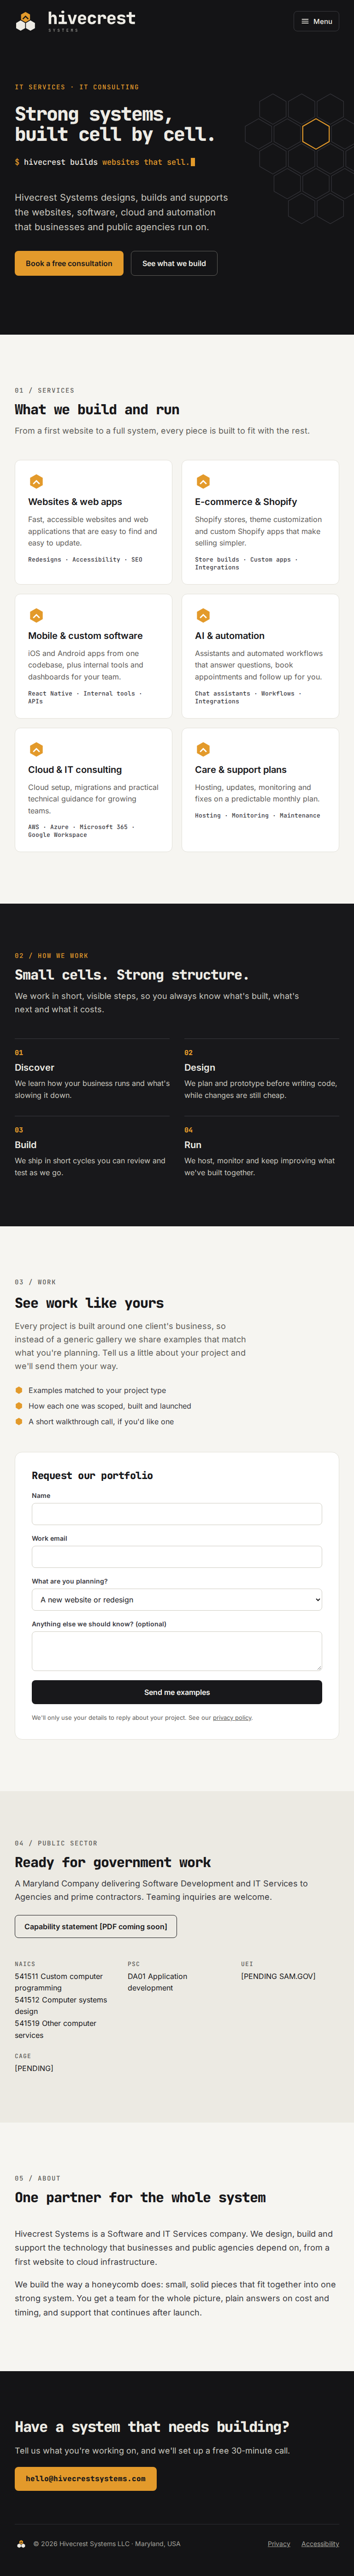 hivecrest
SYSTEMS
Menu
IT SERVICES · IT CONSULTING
Strong systems,
built cell by cell.
$ hivecrest builds websites that sell.
Hivecrest Systems designs, builds and supports
the websites, software, cloud and automation
that businesses and public agencies run on.
Book a free consultation
See what we build
01 / SERVICES
What we build and run
From a first website to a full system, every piece is built to fit with the rest.
Websites & web apps
Fast, accessible websites and web
applications that are easy to find and
easy to update.
Redesigns · Accessibility · SEO
E-commerce & Shopify
Shopify stores, theme customization
and custom Shopify apps that make
selling simpler.
Store builds · Custom apps ·
Integrations
Mobile & custom software
iOS and Android apps from one
codebase, plus internal tools and
dashboards for your team.
React Native · Internal tools ·
APIs
AI & automation
Assistants and automated workflows
that answer questions, book
appointments and follow up for you.
Chat assistants · Workflows ·
Integrations
Cloud & IT consulting
Cloud setup, migrations and practical
technical guidance for growing
teams.
AWS · Azure · Microsoft 365 ·
Google Workspace
Care & support plans
Hosting, updates, monitoring and
fixes on a predictable monthly plan.
Hosting · Monitoring · Maintenance
02 / HOW WE WORK
Small cells. Strong structure.
We work in short, visible steps, so you always know what's built, what's
next and what it costs.
01
Discover
We learn how your business runs and what's
slowing it down.
02
Design
We plan and prototype before writing code,
while changes are still cheap.
03
Build
We ship in short cycles you can review and
test as we go.
04
Run
We host, monitor and keep improving what
we've built together.
03 / WORK
See work like yours
Every project is built around one client's business, so
instead of a generic gallery we share examples that match
what you're planning. Tell us a little about your project and
we'll send them your way.
Examples matched to your project type
How each one was scoped, built and launched
A short walkthrough call, if you'd like one
Request our portfolio
Name
Work email
What are you planning?
A new website or redesign
Anything else we should know? (optional)
Send me examples
We'll only use your details to reply about your project. See our privacy policy.
04 / PUBLIC SECTOR
Ready for government work
A Maryland Company delivering Software Development and IT Services to
Agencies and prime contractors. Teaming inquiries are welcome.
Capability statement [PDF coming soon]
NAICS
541511 Custom computer
programming
541512 Computer systems
design
541519 Other computer
services
PSC
DA01 Application
development
UEI
[PENDING SAM.GOV]
CAGE
[PENDING]
05 / ABOUT
One partner for the whole system
Hivecrest Systems is a Software and IT Services company. We design, build and
support the technology that businesses and public agencies depend on, from a
first website to cloud infrastructure.
We build the way a honeycomb does: small, solid pieces that fit together into one
strong system. You get a team for the whole picture, plain answers on cost and
timing, and support that continues after launch.
Have a system that needs building?
Tell us what you're working on, and we'll set up a free 30-minute call.
hello@hivecrestsystems.com
© 2026 Hivecrest Systems LLC · Maryland, USA
Privacy
Accessibility